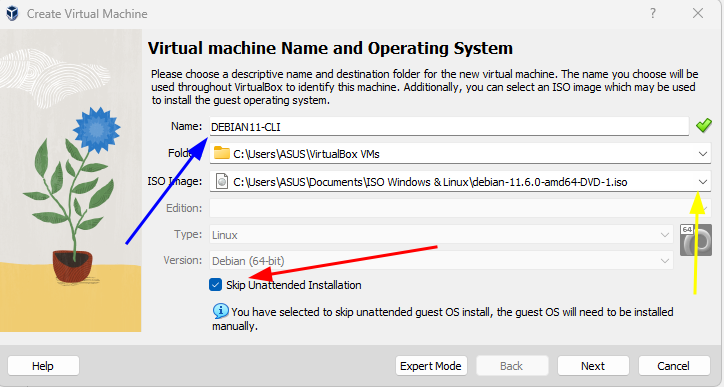 Create Virtual Machine
Virtual machine Name and Operating System
Please choose a descriptive name and destination folder for the new virtual machine. The name you choose will be
used throughout VirtualBox to identify this machine. Additionally, you can select an ISO image which may be used
to install the guest operating system.
Name: DEBIAN11-CLI
Folder: C:\Users\ASUS\VirtualBox VMs
ISO Image: C:\Users\ASUS\Documents\ISO Windows & Linux\debian-11.6.0-amd64-DVD-1.iso
Edition:
Type: Linux
64
Version: Debian (64-bit)
Skip Unattended Installation
You have selected to skip unattended guest OS install, the guest OS will need to be installed
manually.
Help Expert Mode Back Next Cancel